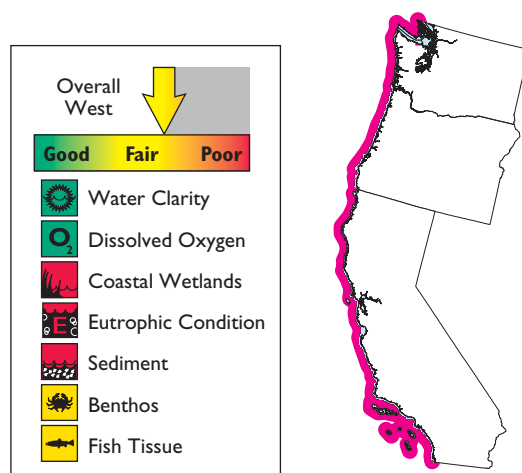 Overall
West
Good Fair Poor
Water Clarity
O2 Dissolved Oxygen
Coastal Wetlands
E Eutrophic Condition
Sediment
Benthos
Fish Tissue